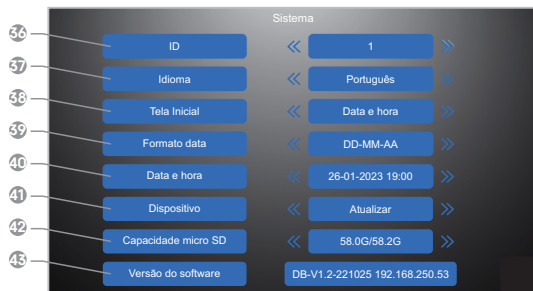 Sistema
36 ID 1
37 Idioma Português
38 Tela Inicial Data e hora
39 Formato data DD-MM-AA
40 Data e hora 26-01-2023 19:00
41 Dispositivo Atualizar
42 Capacidade micro SD 58.0G/58.2G
43 Versão do software DB-V1.2-221025 192.168.250.53